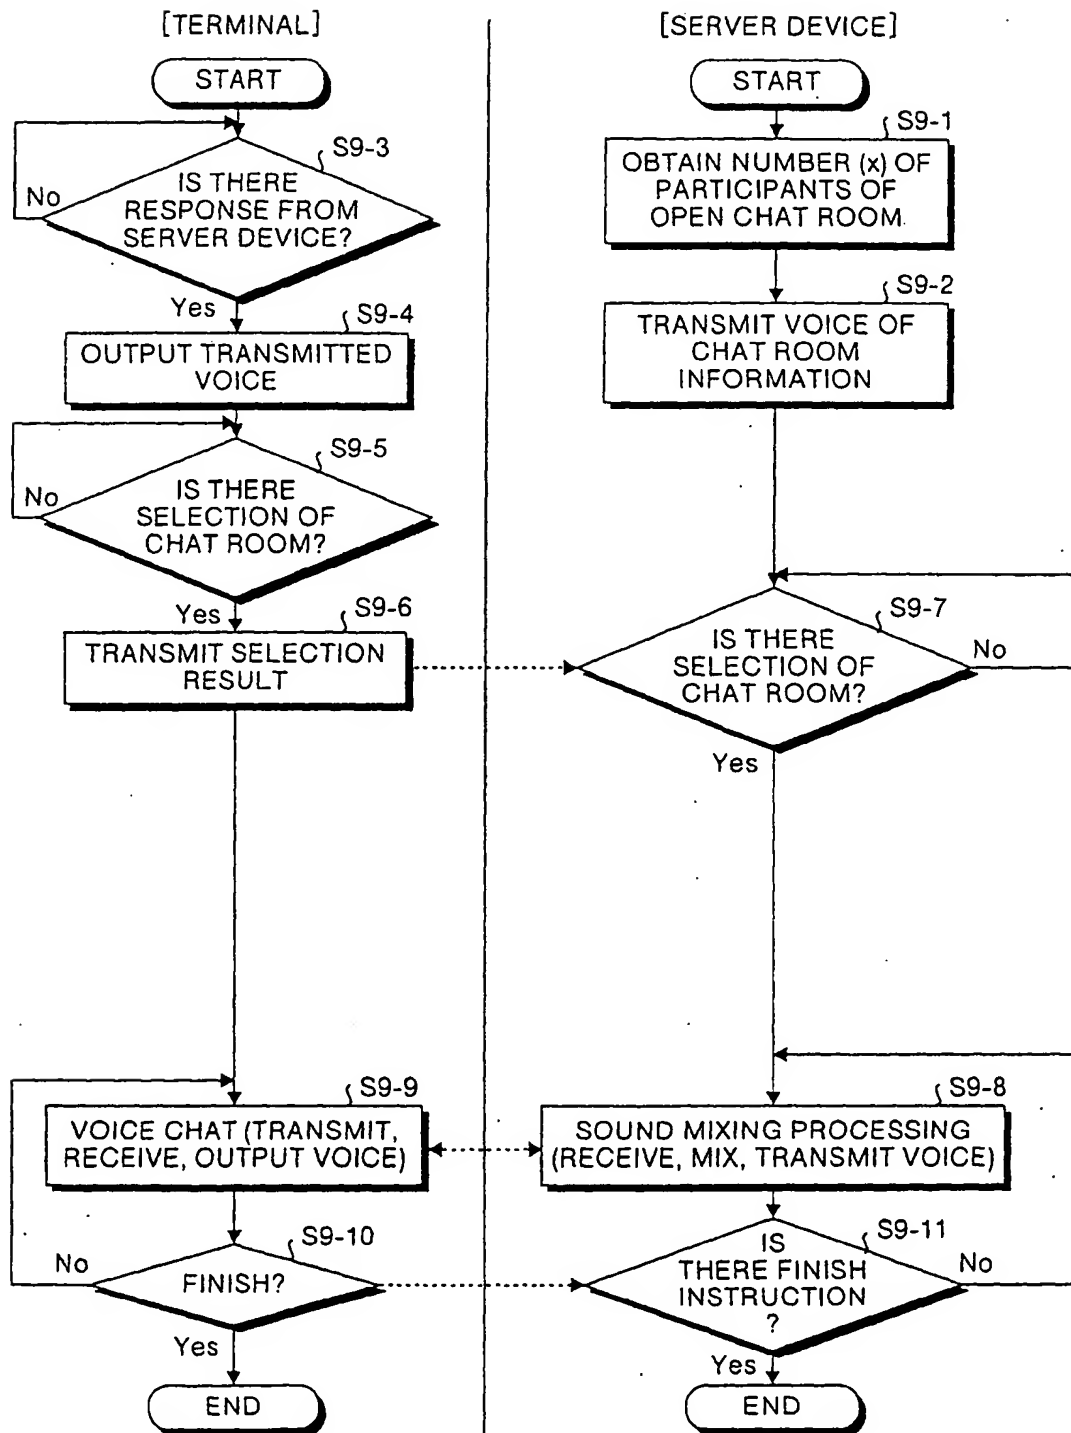 [TERMINAL]
START
S9-3
IS THERE
RESPONSE FROM
SERVER DEVICE?
No
Yes
S9-4
OUTPUT TRANSMITTED
VOICE
S9-5
IS THERE
SELECTION OF
CHAT ROOM?
No
Yes
S9-6
TRANSMIT SELECTION
RESULT
S9-9
VOICE CHAT (TRANSMIT,
RECEIVE, OUTPUT VOICE)
S9-10
FINISH?
No
Yes
END
[SERVER DEVICE]
START
S9-1
OBTAIN NUMBER (x) OF
PARTICIPANTS OF
OPEN CHAT ROOM
S9-2
TRANSMIT VOICE OF
CHAT ROOM
INFORMATION
S9-7
IS THERE
SELECTION OF
CHAT ROOM?
No
Yes
S9-8
SOUND MIXING PROCESSING
(RECEIVE, MIX, TRANSMIT VOICE)
S9-11
IS
THERE FINISH
INSTRUCTION
?
No
Yes
END